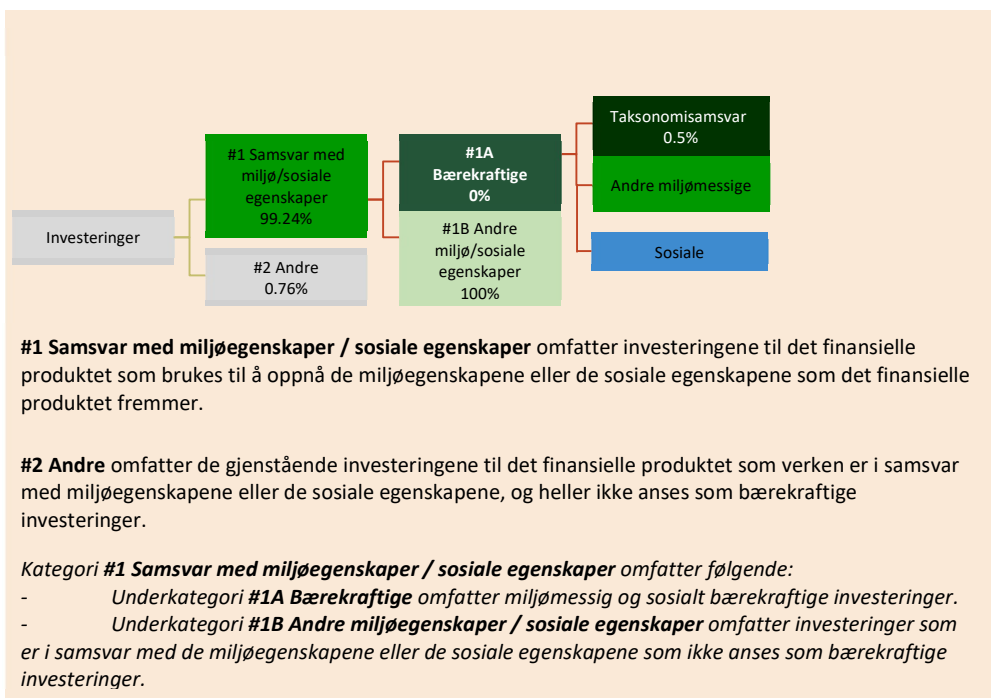 Investeringer
#1 Samsvar med
miljø/sosiale
egenskaper
99.24%
#2 Andre
0.76%
#1A
Bærekraftige
0%
#1B Andre
miljø/sosiale
egenskaper
100%
Taksonomisamsvar
0.5%
Andre miljømessige
Sosiale
#1 Samsvar med miljøegenskaper / sosiale egenskaper omfatter investeringene til det finansielle
produktet som brukes til å oppnå de miljøegenskapene eller de sosiale egenskapene som det finansielle
produktet fremmer.
#2 Andre omfatter de gjenstående investeringene til det finansielle produktet som verken er i samsvar
med miljøegenskapene eller de sosiale egenskapene, og heller ikke anses som bærekraftige
investeringer.
Kategori #1 Samsvar med miljøegenskaper / sosiale egenskaper omfatter følgende:
- Underkategori #1A Bærekraftige omfatter miljømessig og sosialt bærekraftige investeringer.
- Underkategori #1B Andre miljøegenskaper / sosiale egenskaper omfatter investeringer som
er i samsvar med de miljøegenskapene eller de sosiale egenskapene som ikke anses som bærekraftige
investeringer.